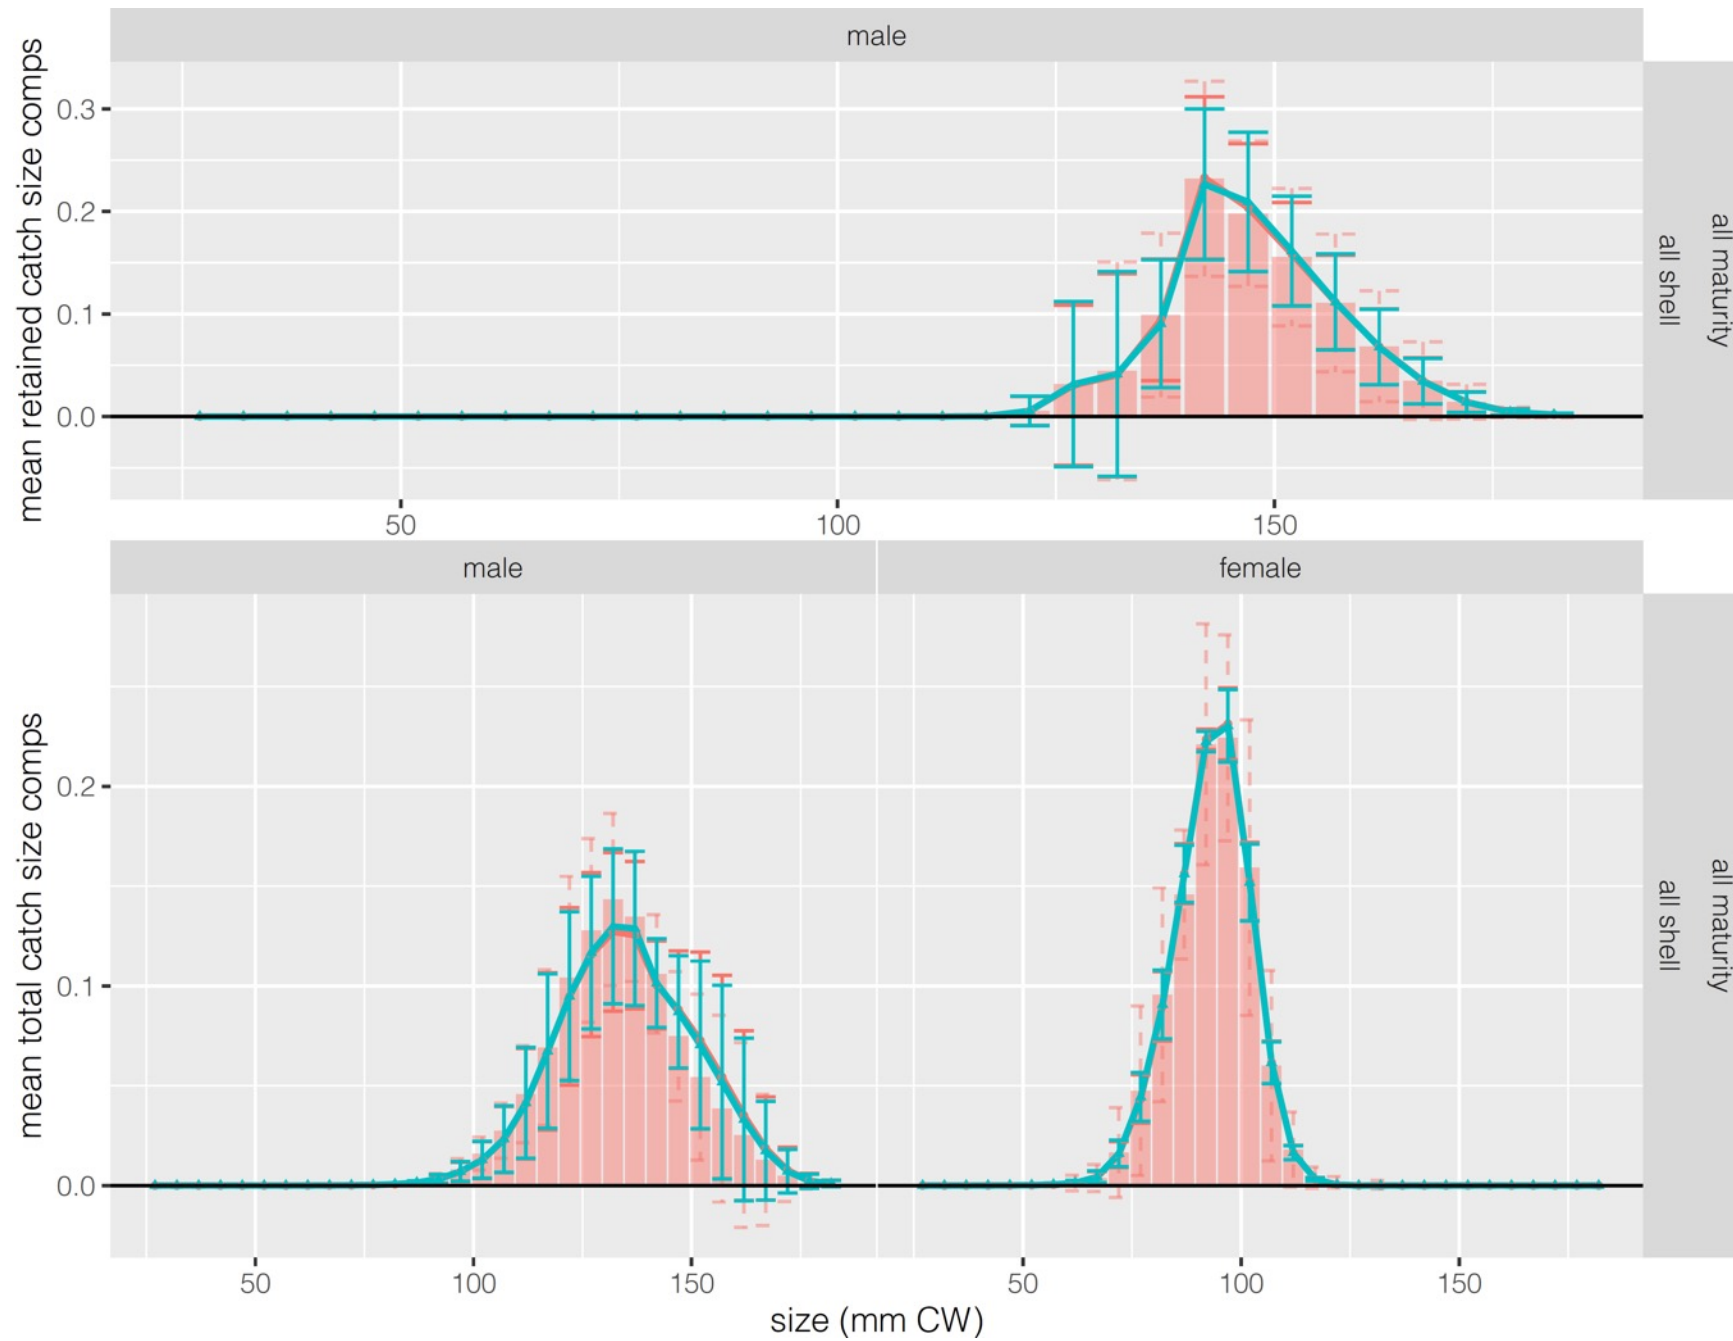 male
mean retained catch size comps
0.3
0.2
0.1
0.0
all shell
all maturity
50 100 150
male female
mean total catch size comps
0.2
0.1
0.0
all shell
all maturity
50 100 150 50 100 150
size (mm CW)